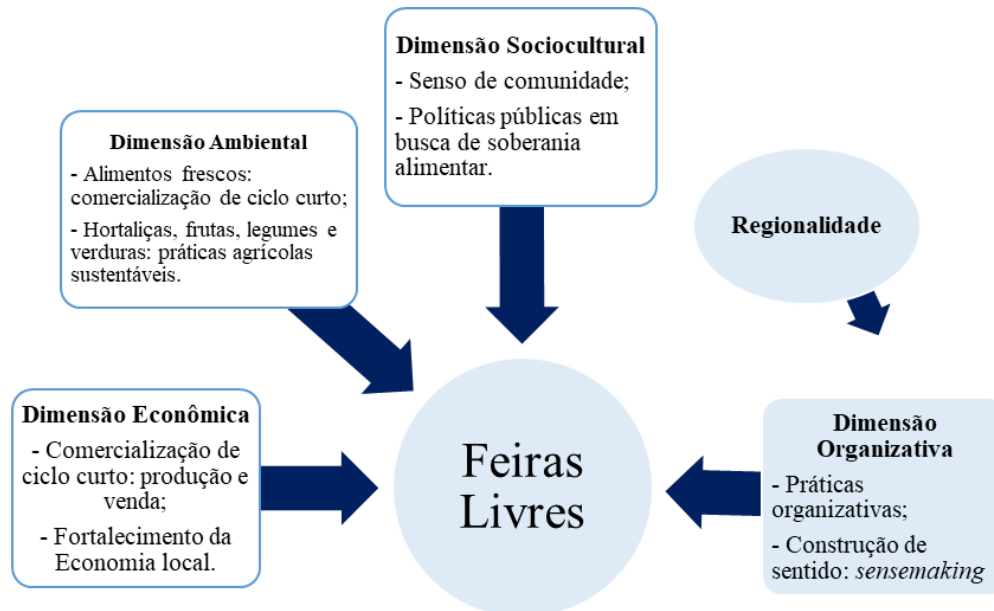 Dimensão Sociocultural
- Senso de comunidade;
- Políticas públicas em
busca de soberania
alimentar.
Dimensão Ambiental
- Alimentos frescos:
comercialização de ciclo curto;
- Hortaliças, frutas, legumes e
verduras: práticas agrícolas
sustentáveis.
Regionalidade
Dimensão Econômica
- Comercialização de
ciclo curto: produção e
venda;
- Fortalecimento da
Economia local.
Feiras
Livres
Dimensão
Organizativa
- Práticas
organizativas;
- Construção de
sentido: sensemaking